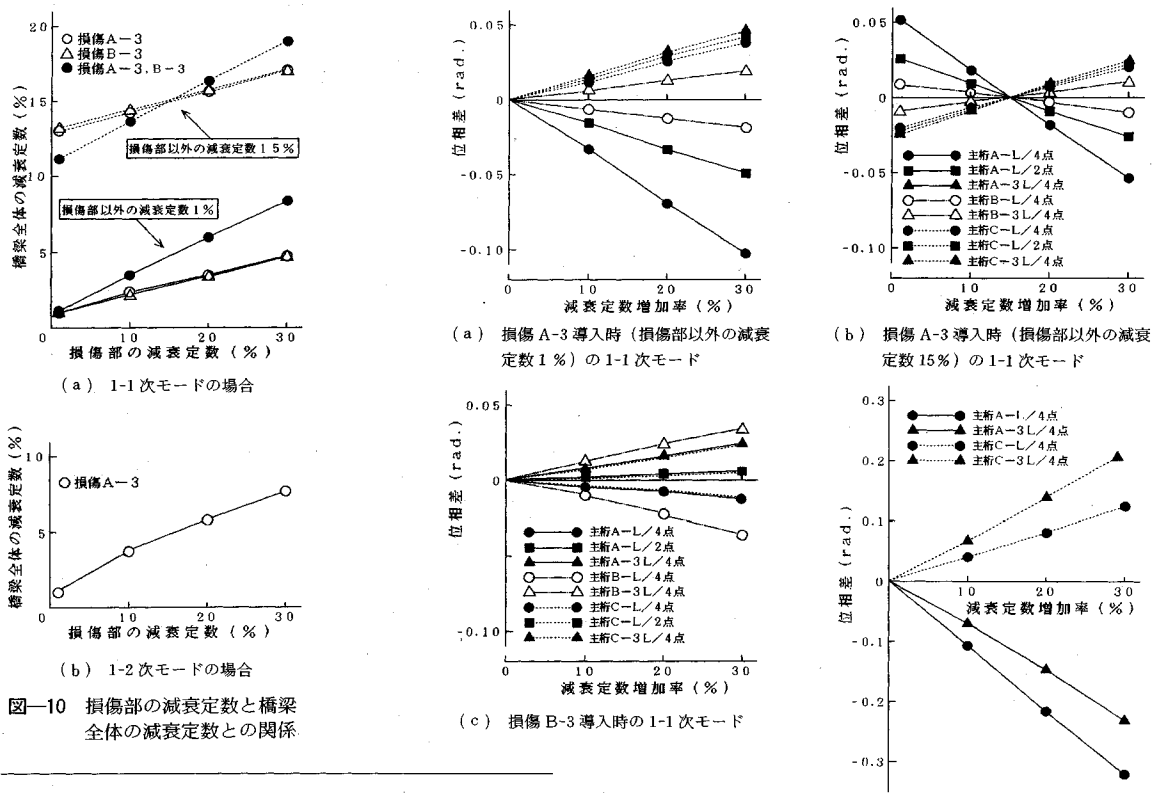 橋梁全体の減衰定数(%)
20
15
10
5
0
○損傷A-3
△損傷B-3
●損傷A-3,B-3
損傷部以外の減衰定数15%
損傷部以外の減衰定数1%
10 20 30
損傷部の減衰定数(%)
(a) 1-1次モードの場合
橋梁全体の減衰定数(%)
10
5
0
○損傷A-3
10 20 30
損傷部の減衰定数(%)
(b) 1-2次モードの場合
図―10 損傷部の減衰定数と橋梁
全体の減衰定数との関係
位相差(rad.)
0.05
0
-0.05
-0.10
10 20 30
減衰定数増加率(%)
(a) 損傷 A-3 導入時(損傷部以外の減衰
定数1%)の 1-1 次モード
位相差(rad.)
0.05
0
-0.05
-0.10
主桁A-L/4点
主桁A-L/2点
主桁A-3L/4点
主桁B-L/4点
主桁B-3L/4点
主桁C-L/4点
主桁C-L/2点
主桁C-3L/4点
0 10 20 30
減衰定数増加率(%)
(b) 損傷 A-3 導入時(損傷部以外の減衰
定数15%)の 1-1 次モード
位相差(rad.)
0.05
0
-0.10
主桁A-L/4点
主桁A-L/2点
主桁A-3L/4点
主桁B-L/4点
主桁B-3L/4点
主桁C-L/4点
主桁C-L/2点
主桁C-3L/4点
0 10 20 30
減衰定数増加率(%)
(c) 損傷 B-3 導入時の 1-1 次モード
位相差(rad.)
0.3
0.2
0.1
0
-0.1
-0.2
-0.3
主桁A-L/4点
主桁A-3L/4点
主桁C-L/4点
主桁C-3L/4点
10 20 30
減衰定数増加率(%)